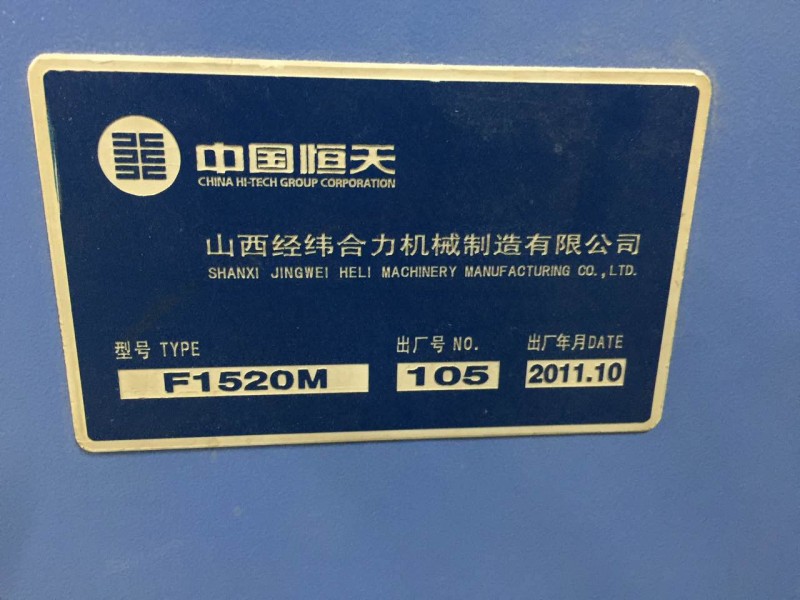 中国恒天
CHINA HI-TECH GROUP CORPORATION
山西经纬合力机械制造有限公司
SHANXI JINGWEI HELI MACHINERY MANUFACTURING CO.,LTD.
型号 TYPE 出厂号 NO. 出厂年月DATE
F1520M 105 2011.10